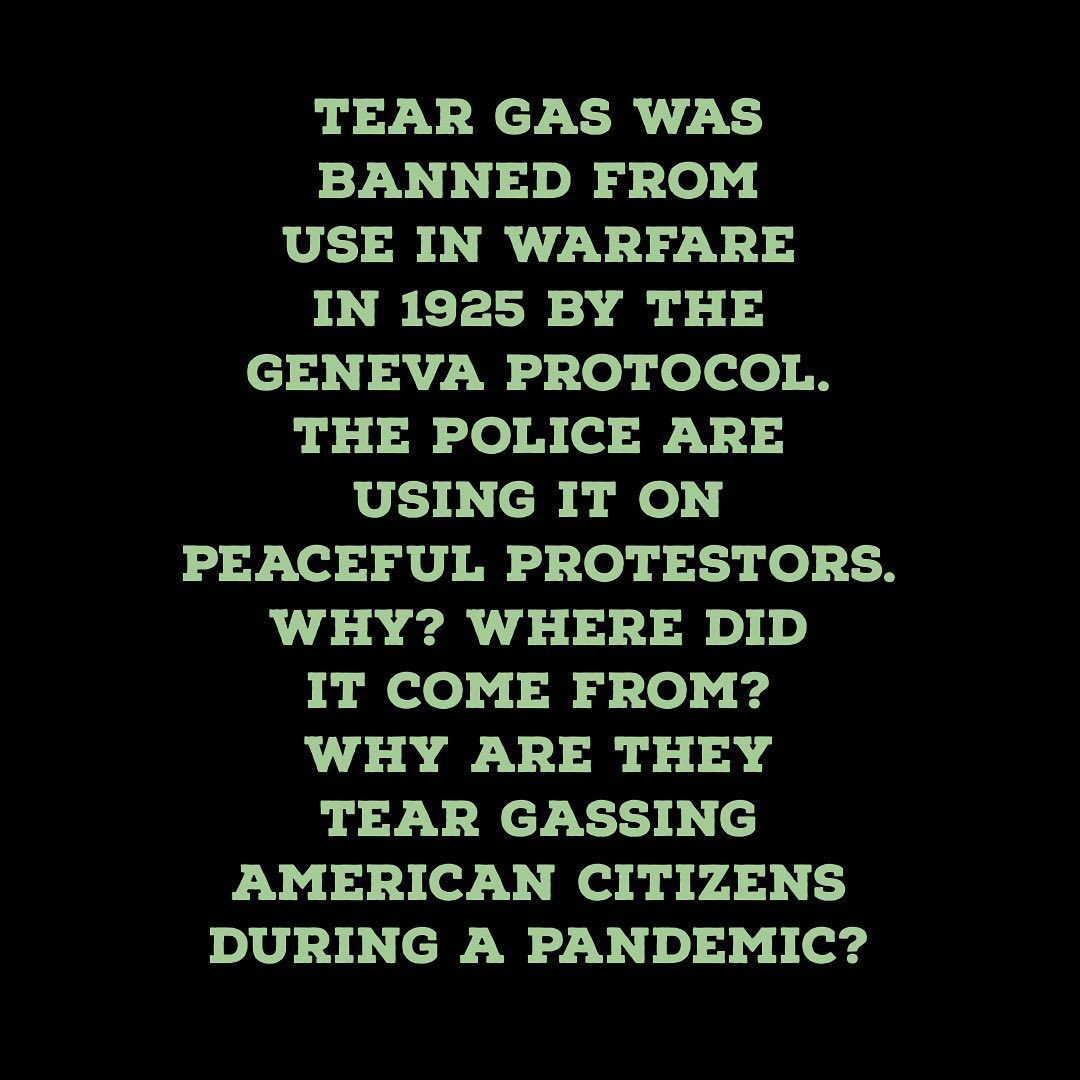 TEAR GAS WAS
BANNED FROM
USE IN WARFARE
IN 1925 BY THE
GENEVA PROTOCOL.
THE POLICE ARE
USING IT ON
PEACEFUL PROTESTORS.
WHY? WHERE DID
IT COME FROM?
WHY ARE THEY
TEAR GASSING
AMERICAN CITIZENS
DURING A PANDEMIC?